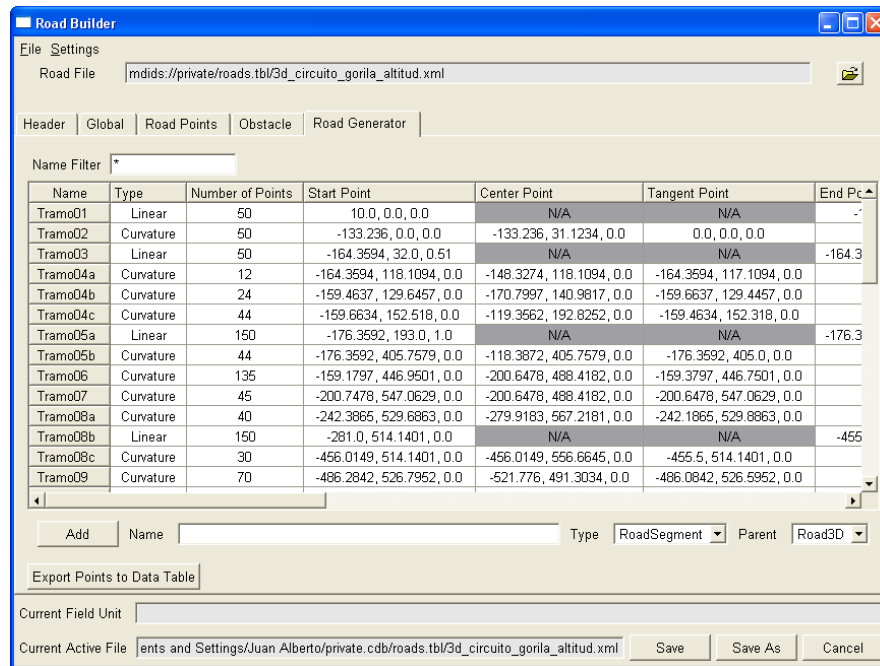 Road Builder
File Settings
Road File mdids://private/roads.tbl/3d_circuito_gorila_altitud.xml
Header Global Road Points Obstacle Road Generator
Name Filter *
Name Type Number of Points Start Point Center Point Tangent Point End Po
Tramo01 Linear 50 10.0, 0.0, 0.0 N/A N/A
Tramo02 Curvature 50 -133.236, 0.0, 0.0 -133.236, 31.1234, 0.0 0.0, 0.0, 0.0
Tramo03 Linear 50 -164.3594, 32.0, 0.51 N/A N/A -164.3
Tramo04a Curvature 12 -164.3594, 118.1094, 0.0 -148.3274, 118.1094, 0.0 -164.3594, 117.1094, 0.0
Tramo04b Curvature 24 -159.4637, 129.6457, 0.0 -170.7997, 140.9817, 0.0 -159.6637, 129.4457, 0.0
Tramo04c Curvature 44 -159.6634, 152.518, 0.0 -119.3562, 192.8252, 0.0 -159.4634, 152.318, 0.0
Tramo05a Linear 150 -176.3592, 193.0, 1.0 N/A N/A -176.3
Tramo05b Curvature 44 -176.3592, 405.7579, 0.0 -118.3872, 405.7579, 0.0 -176.3592, 405.0, 0.0
Tramo06 Curvature 135 -159.1797, 446.9501, 0.0 -200.6478, 488.4182, 0.0 -159.3797, 446.7501, 0.0
Tramo07 Curvature 45 -200.7478, 547.0629, 0.0 -200.6478, 488.4182, 0.0 -200.6478, 547.0629, 0.0
Tramo08a Curvature 40 -242.3865, 529.6863, 0.0 -279.9183, 567.2181, 0.0 -242.1865, 529.8863, 0.0
Tramo08b Linear 150 -281.0, 514.1401, 0.0 N/A N/A -455
Tramo08c Curvature 30 -456.0149, 514.1401, 0.0 -456.0149, 556.6645, 0.0 -455.5, 514.1401, 0.0
Tramo09 Curvature 70 -486.2842, 526.7952, 0.0 -521.776, 491.3034, 0.0 -486.0842, 526.5952, 0.0
Add Name Type RoadSegment Parent Road3D
Export Points to Data Table
Current Field Unit
Current Active File ents and Settings/Juan Alberto/private.cdb/roads.tbl/3d_circuito_gorila_altitud.xml Save Save As Cancel